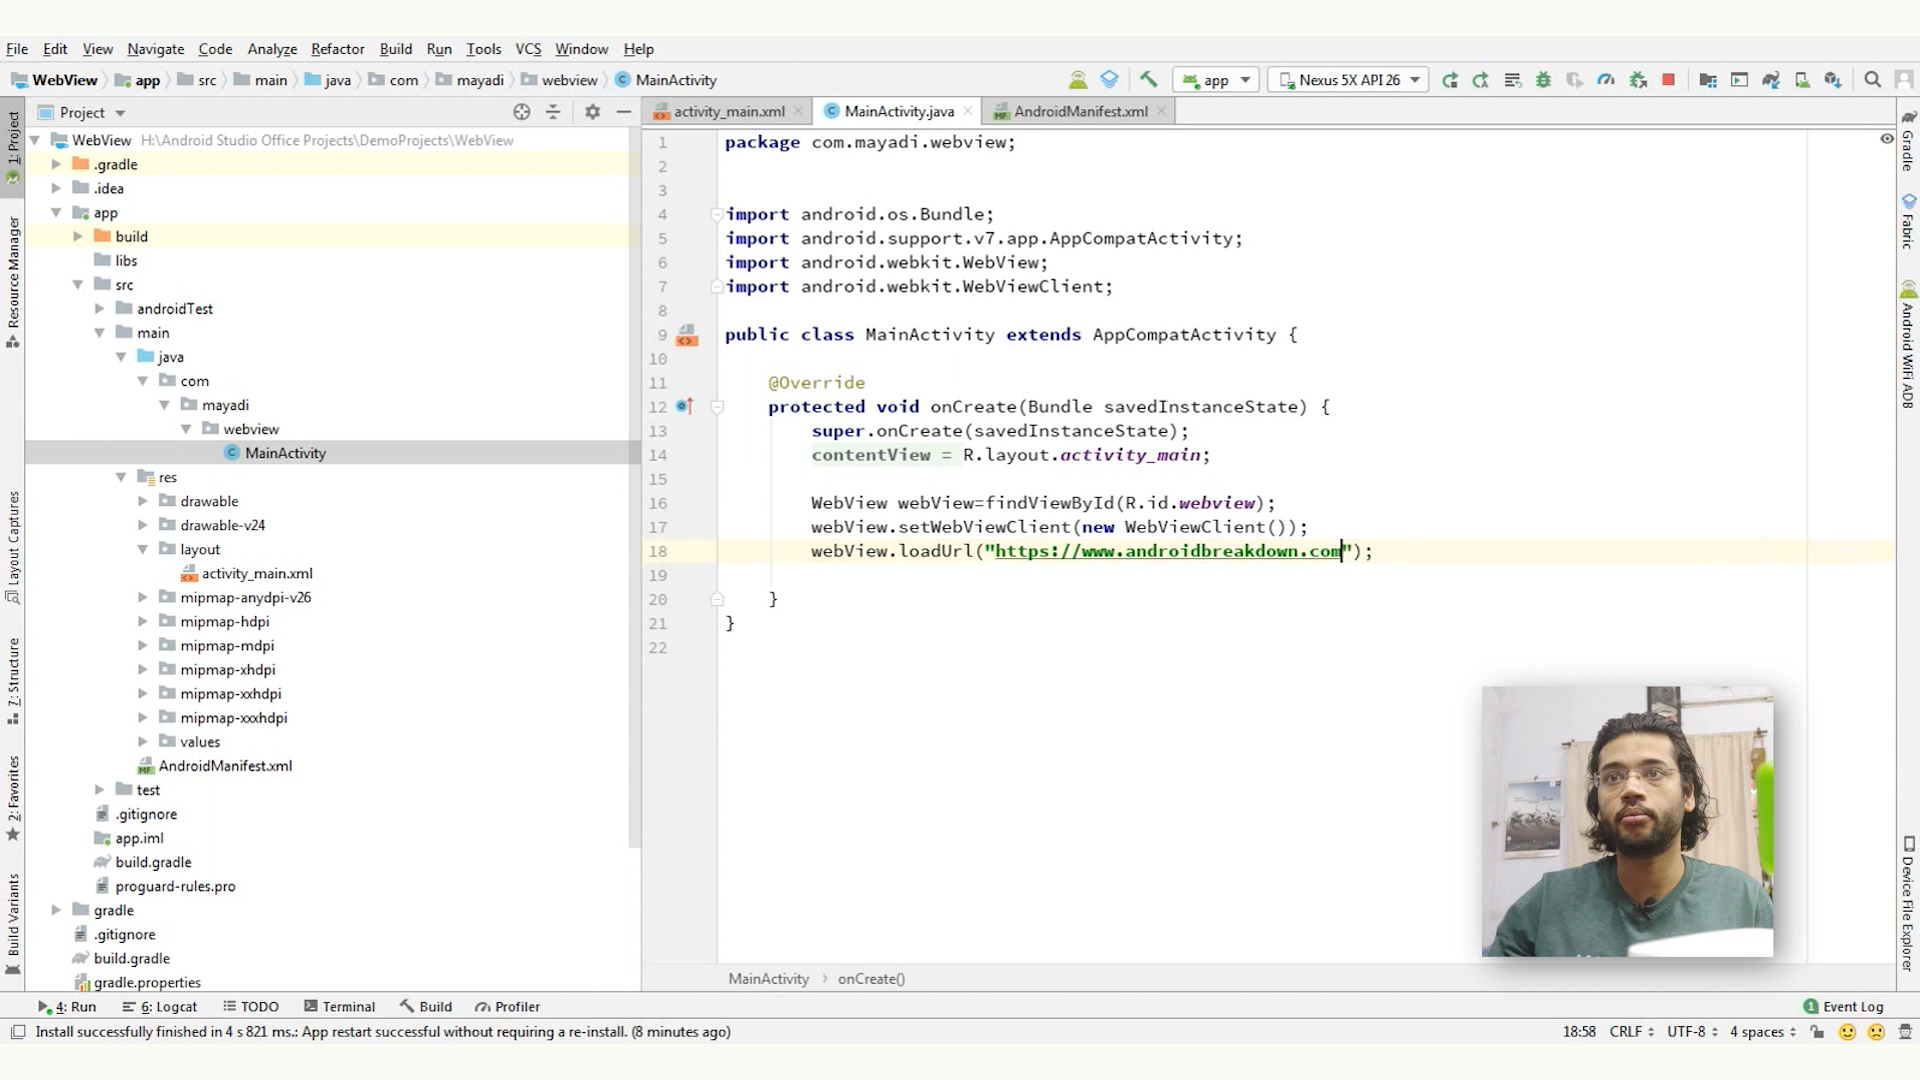 File Edit View Navigate Code Analyze Refactor Build Run Tools VCS Window Help
WebView app src main java com mayadi webview MainActivity app Nexus 5X API 26
Project
activity_main.xml MainActivity.java AndroidManifest.xml
1: Project
Resource Manager
Layout Captures
7: Structure
2: Favorites
Build Variants
WebView H:\Android Studio Office Projects\DemoProjects\WebView
.gradle
.idea
app
build
libs
src
androidTest
main
java
com
mayadi
webview
MainActivity
res
drawable
drawable-v24
layout
activity_main.xml
mipmap-anydpi-v26
mipmap-hdpi
mipmap-mdpi
mipmap-xhdpi
mipmap-xxhdpi
mipmap-xxxhdpi
values
AndroidManifest.xml
test
.gitignore
app.iml
build.gradle
proguard-rules.pro
gradle
.gitignore
build.gradle
gradle.properties
1 package com.mayadi.webview;
2
3
4 import android.os.Bundle;
5 import android.support.v7.app.AppCompatActivity;
6 import android.webkit.WebView;
7 import android.webkit.WebViewClient;
8
9 public class MainActivity extends AppCompatActivity {
10
11 @Override
12 protected void onCreate(Bundle savedInstanceState) {
13 super.onCreate(savedInstanceState);
14 contentView = R.layout.activity_main;
15
16 WebView webView=findViewById(R.id.webview);
17 webView.setWebViewClient(new WebViewClient());
18 webView.loadUrl("https://www.androidbreakdown.com");
19
20 }
21 }
22
MainActivity onCreate()
Gradle
Fabric
Android WiFi ADB
Device File Explorer
4: Run 6: Logcat TODO Terminal Build Profiler 1 Event Log
Install successfully finished in 4 s 821 ms.: App restart successful without requiring a re-install. (8 minutes ago) 18:58 CRLF UTF-8 4 spaces